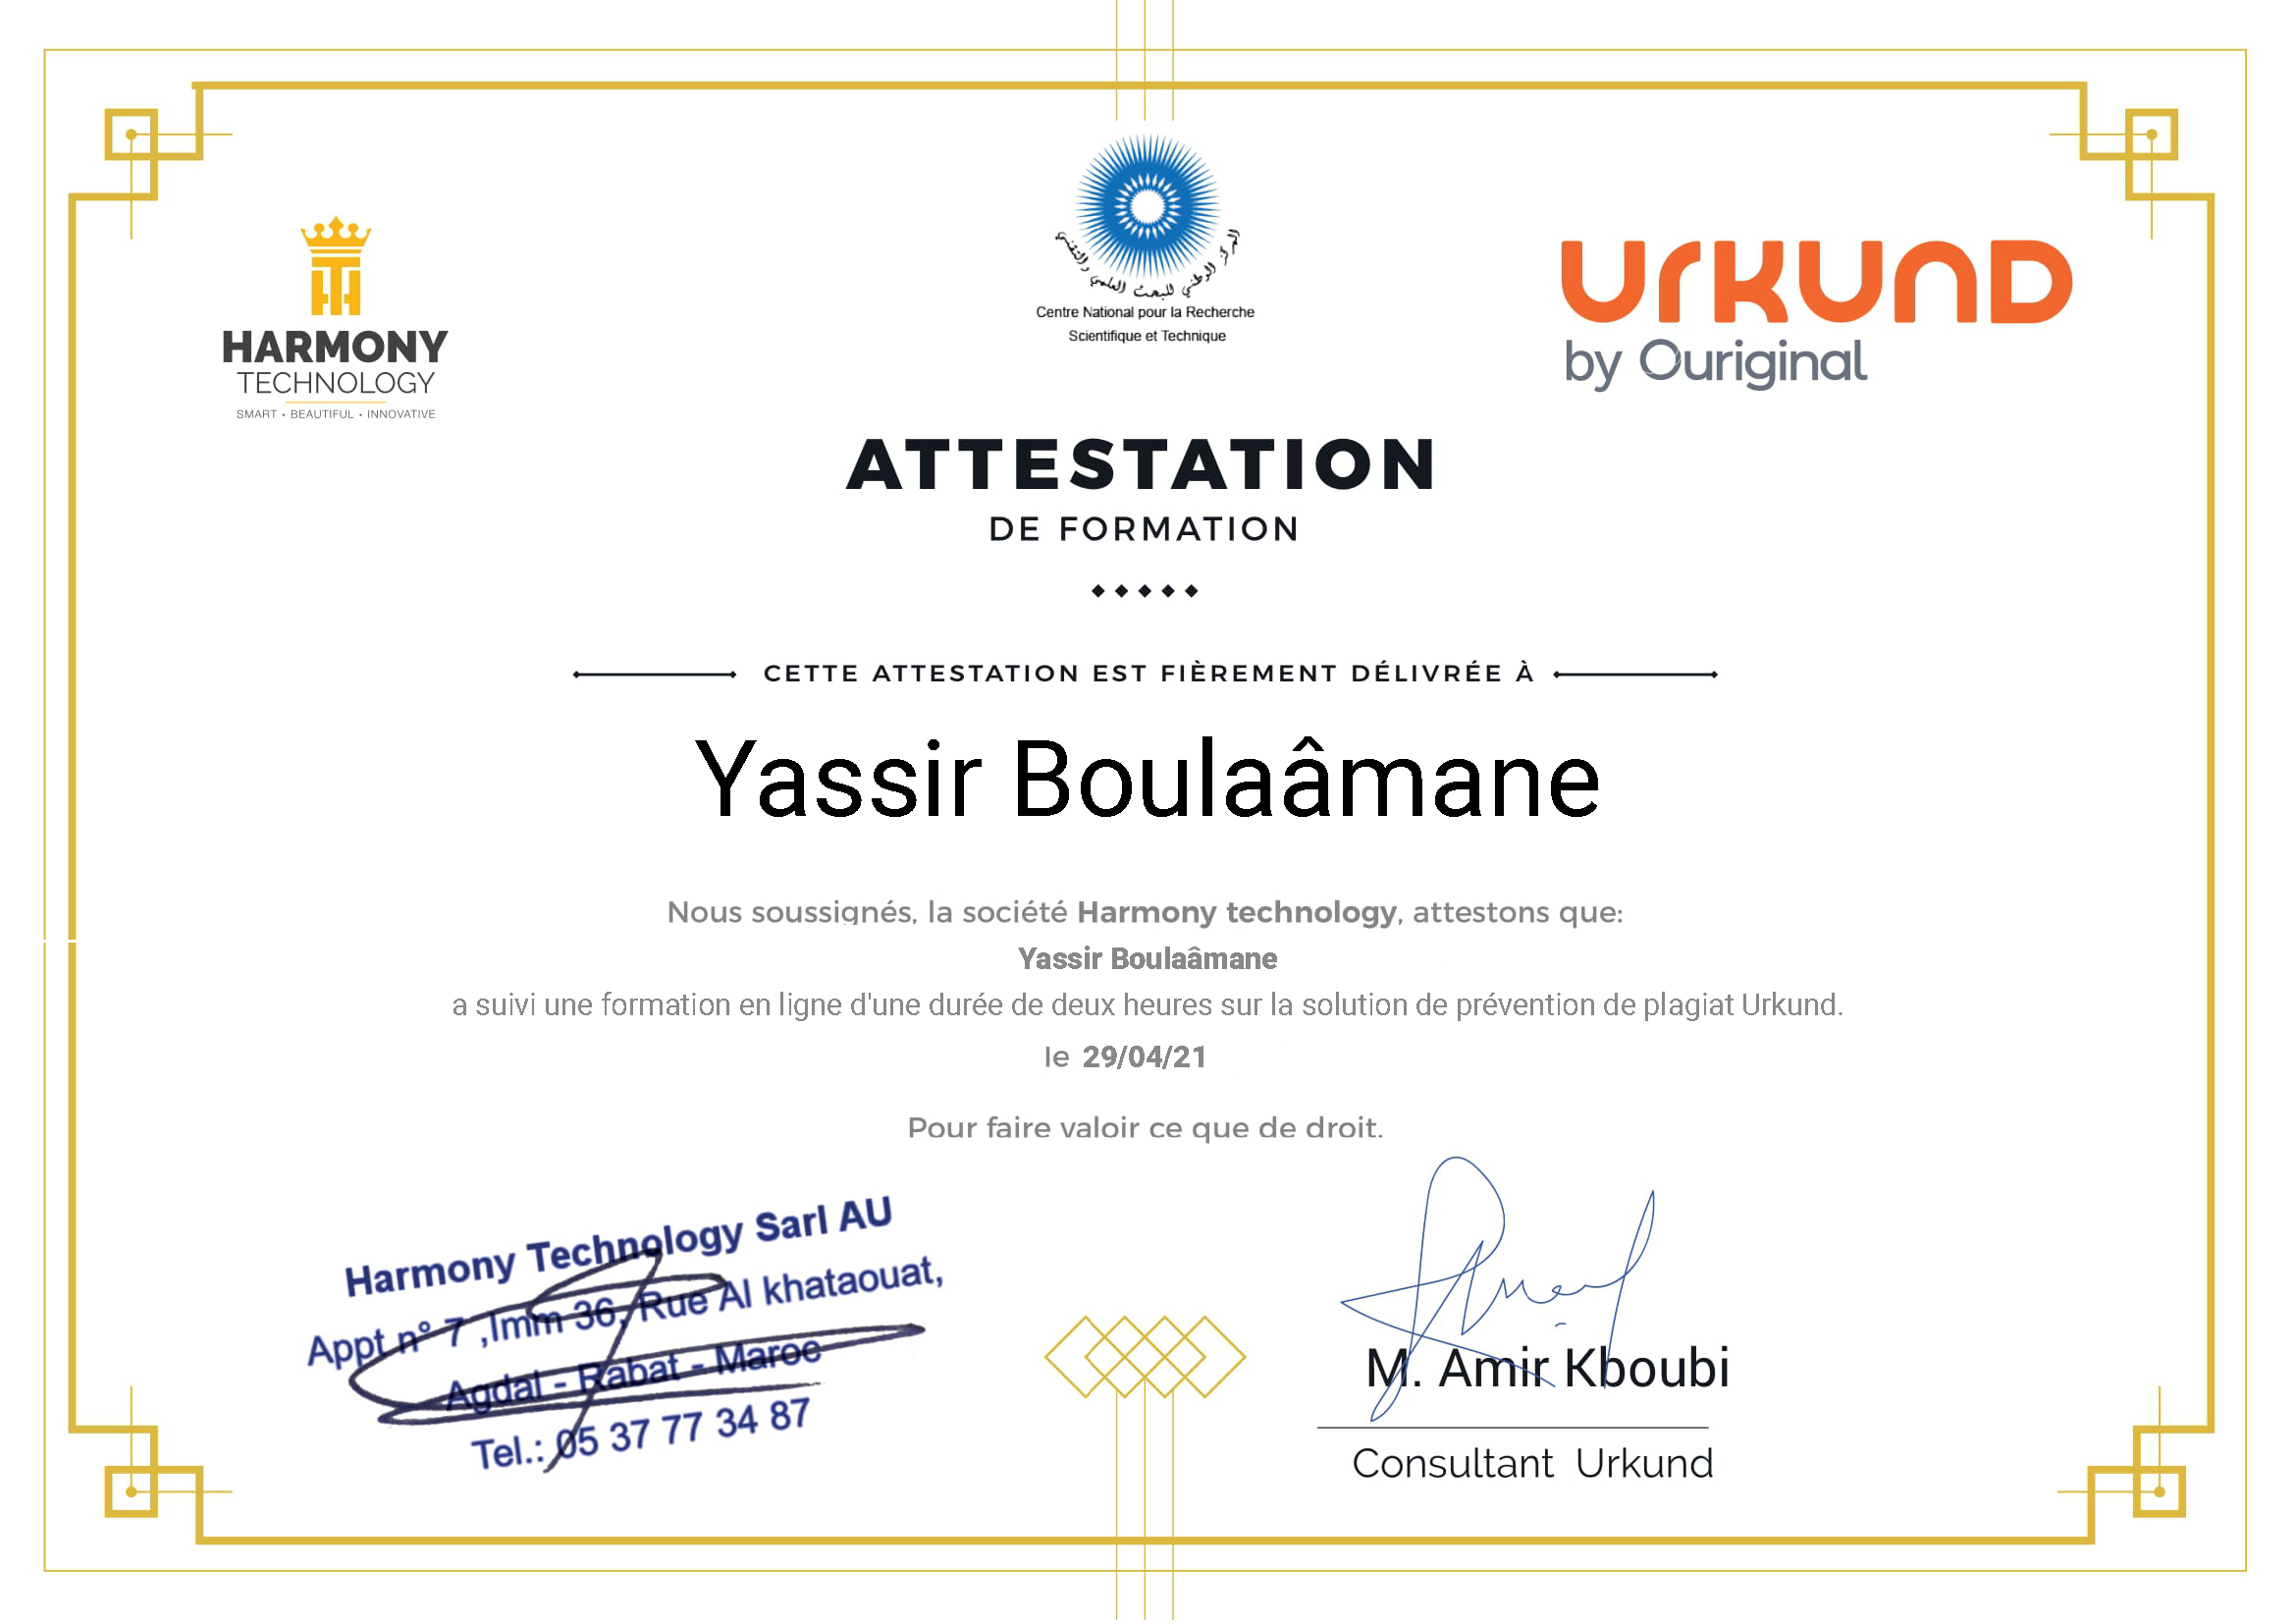 المركز الوطني للبحث العلمي والتقني
Centre National pour la Recherche
Scientifique et Technique
HARMONY
TECHNOLOGY
SMART • BEAUTIFUL • INNOVATIVE
urkund
by Ouriginal
ATTESTATION
DE FORMATION
CETTE ATTESTATION EST FIÈREMENT DÉLIVRÉE À
Yassir Boulaâmane
Nous soussignés, la société Harmony technology, attestons que:
Yassir Boulaâmane
a suivi une formation en ligne d'une durée de deux heures sur la solution de prévention de plagiat Urkund.
le 29/04/21
Pour faire valoir ce que de droit.
Harmony Technology Sarl AU
Appt n° 7 ,Imm 36, Rue Al khataouat,
Agdal - Rabat - Maroc
Tel.: 05 37 77 34 87
M. Amir Kboubi
Consultant Urkund